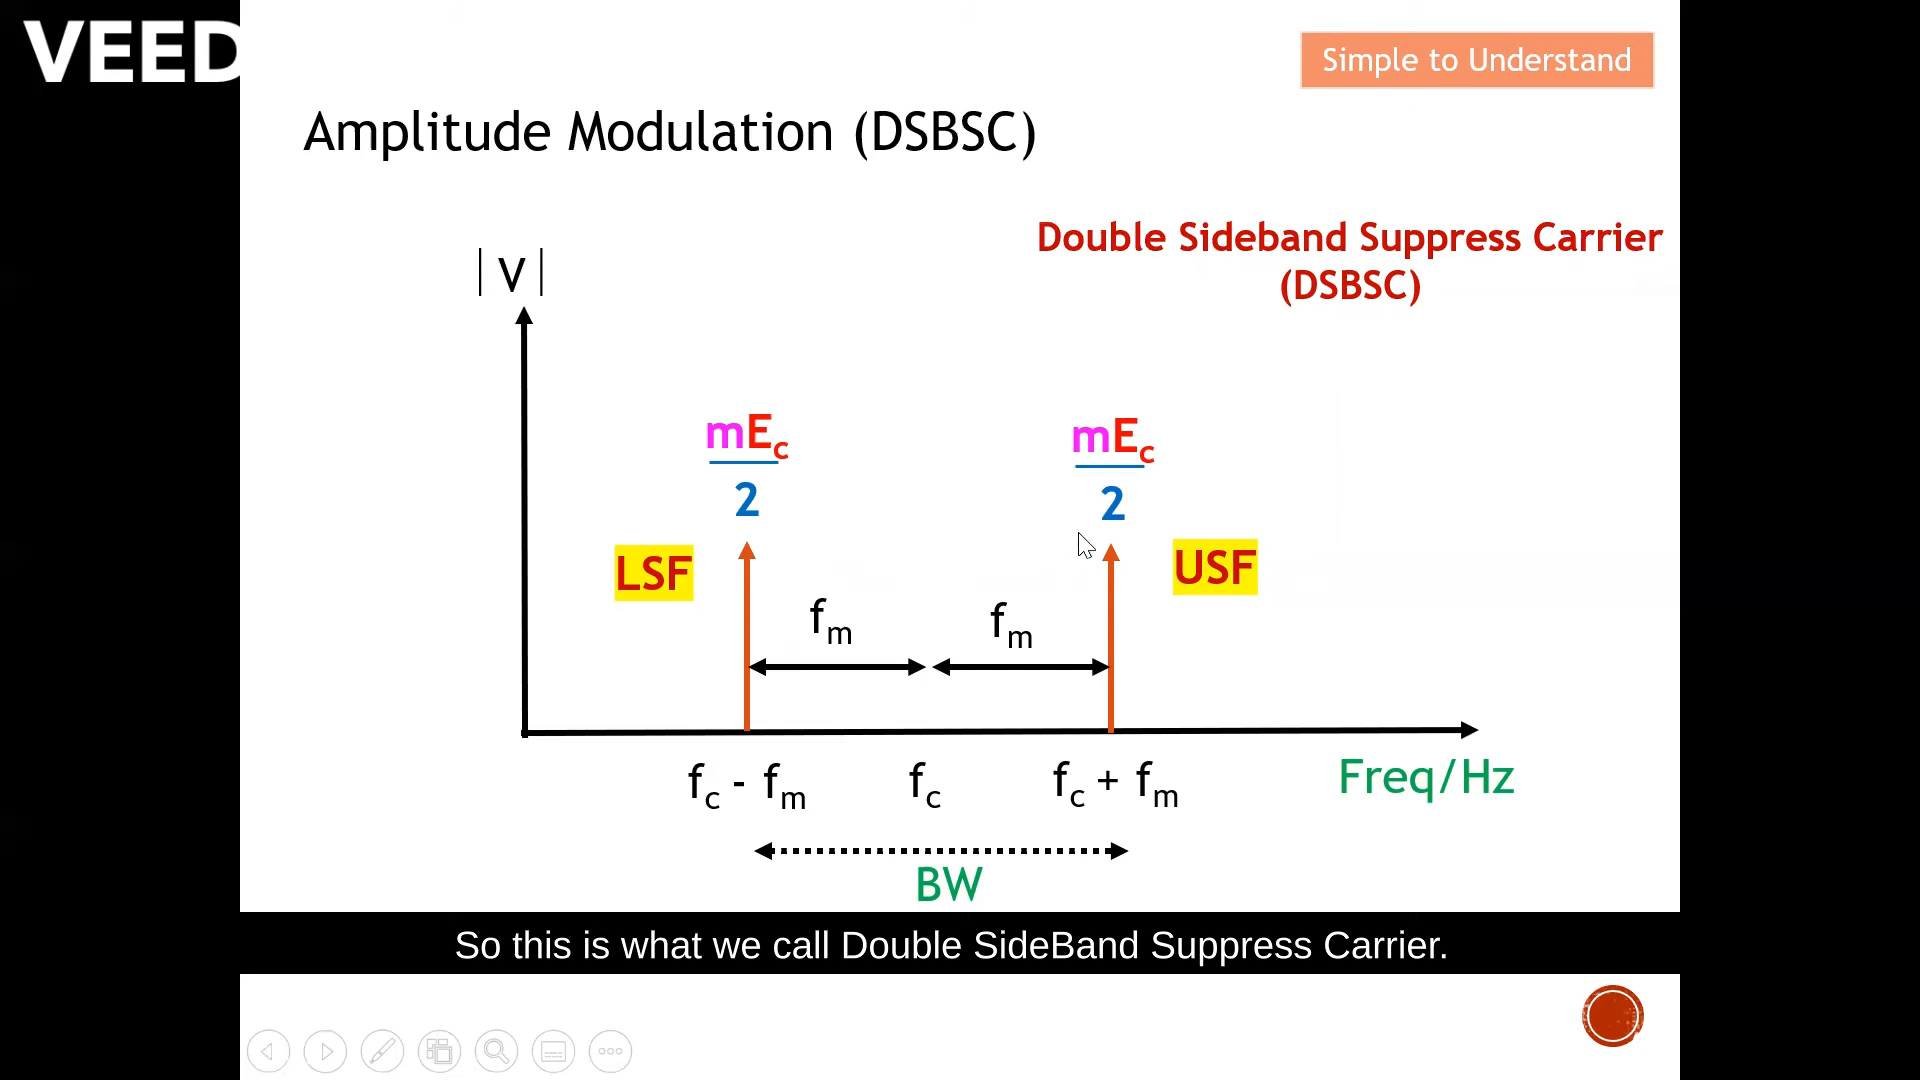 VEED
Simple to Understand
Amplitude Modulation (DSBSC)
Double Sideband Suppress Carrier
(DSBSC)
|V|
mEc
2
mEc
2
LSF
USF
fm
fm
fc - fm
fc
fc + fm
Freq/Hz
BW
So this is what we call Double SideBand Suppress Carrier.